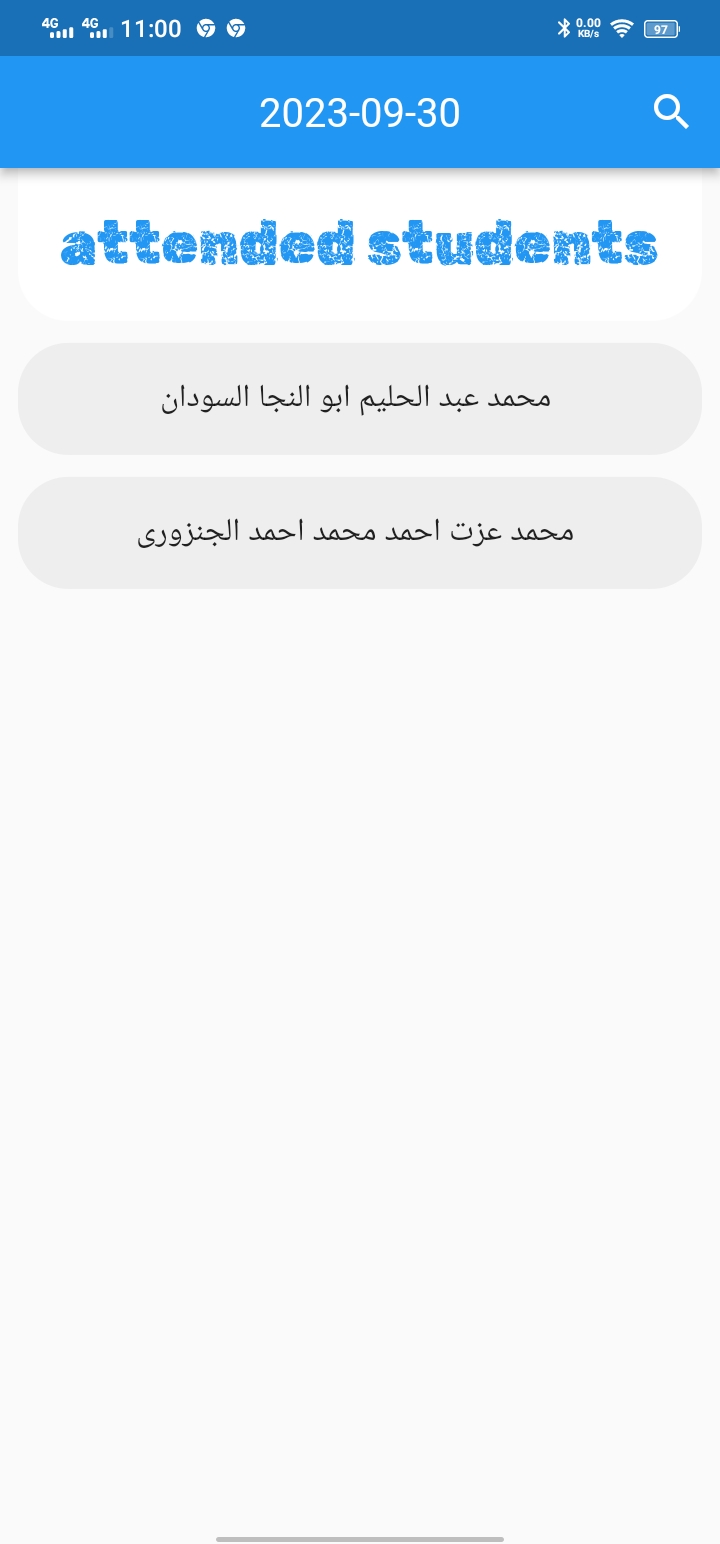 4G 4G 11:00 0.00 KB/s 97
2023-09-30
attended students
محمد عبد الحليم ابو النجا السودان
محمد عزت احمد محمد احمد الجنزورى